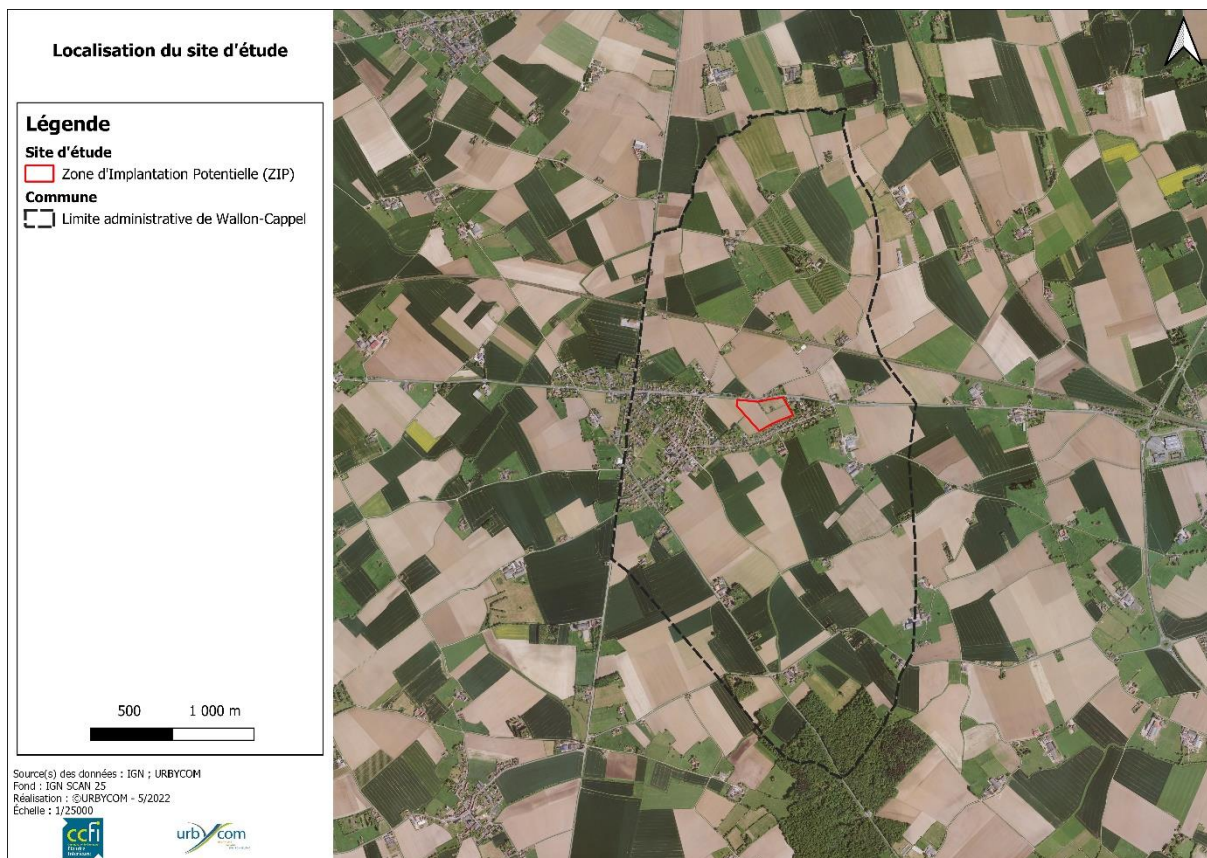 Localisation du site d'étude
Légende
Site d'étude
Zone d'Implantation Potentielle (ZIP)
Commune
Limite administrative de Wallon-Cappel
500 1 000 m
Source(s) des données : IGN ; URBYCOM
Fond : IGN SCAN 25
Réalisation : ©URBYCOM - 5/2022
Échelle : 1/25000
ccfi
urbycom